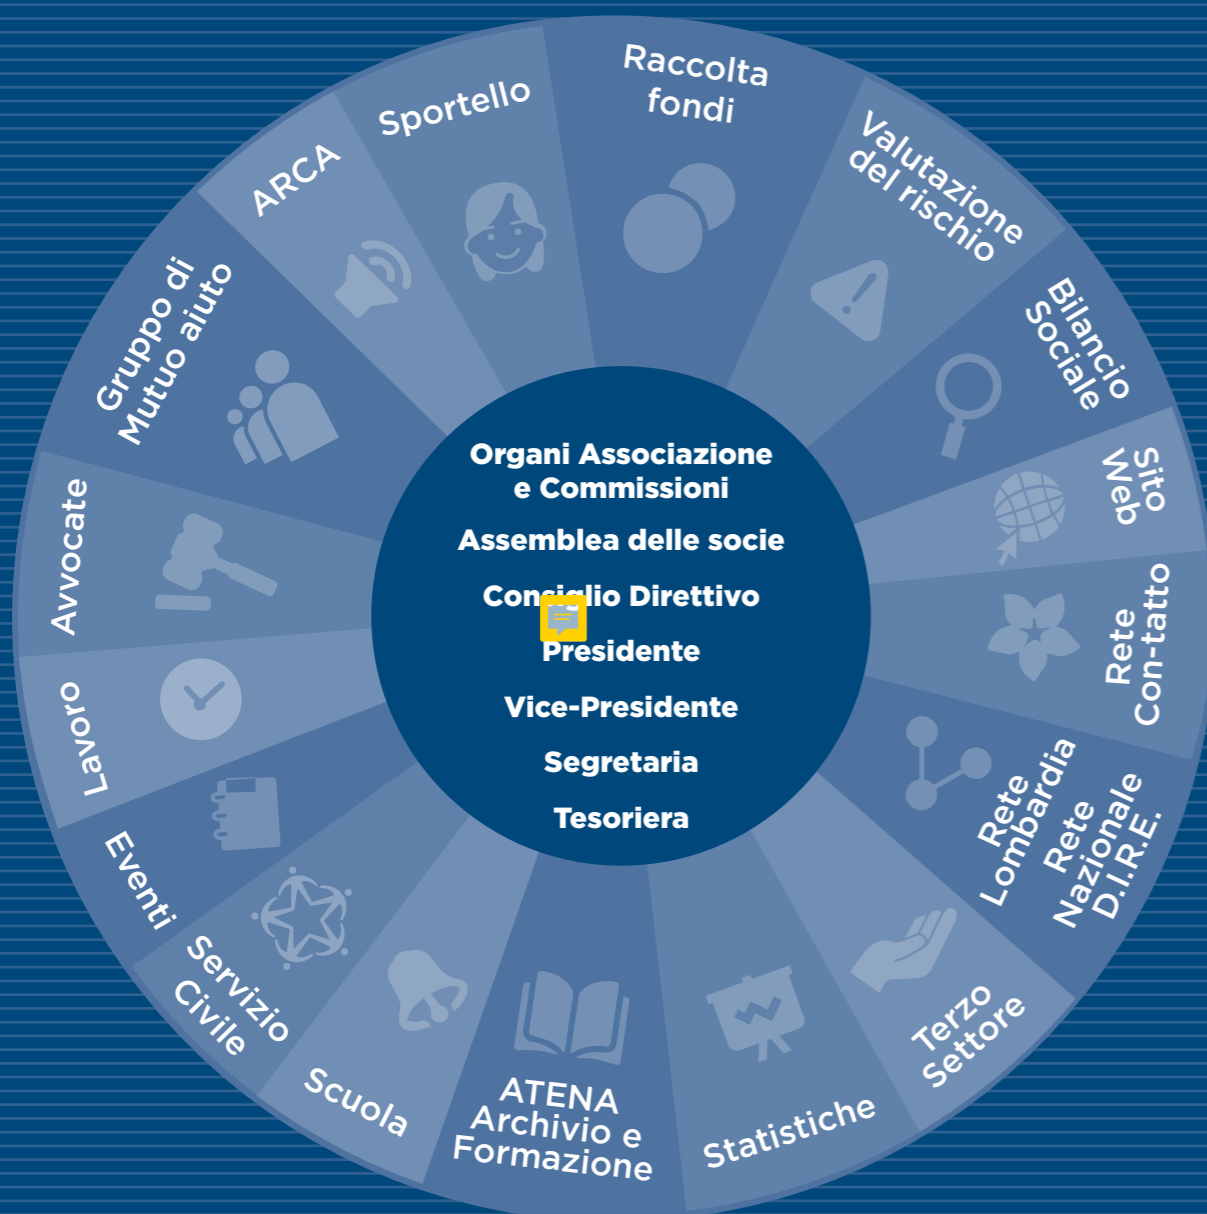 Raccolta
fondi
Valutazione
del rischio
Bilancio
Sociale
Sito
Web
Rete
Con-tatto
Rete
Lombardia
Rete
Nazionale
D.I.R.E.
Terzo
Settore
Statistiche
ATENA
Archivio e
Formazione
Scuola
Servizio
Civile
Eventi
Lavoro
Avvocate
Gruppo di
Mutuo aiuto
ARCA
Sportello
Organi Associazione
e Commissioni
Assemblea delle socie
Consiglio Direttivo
Presidente
Vice-Presidente
Segretaria
Tesoriera